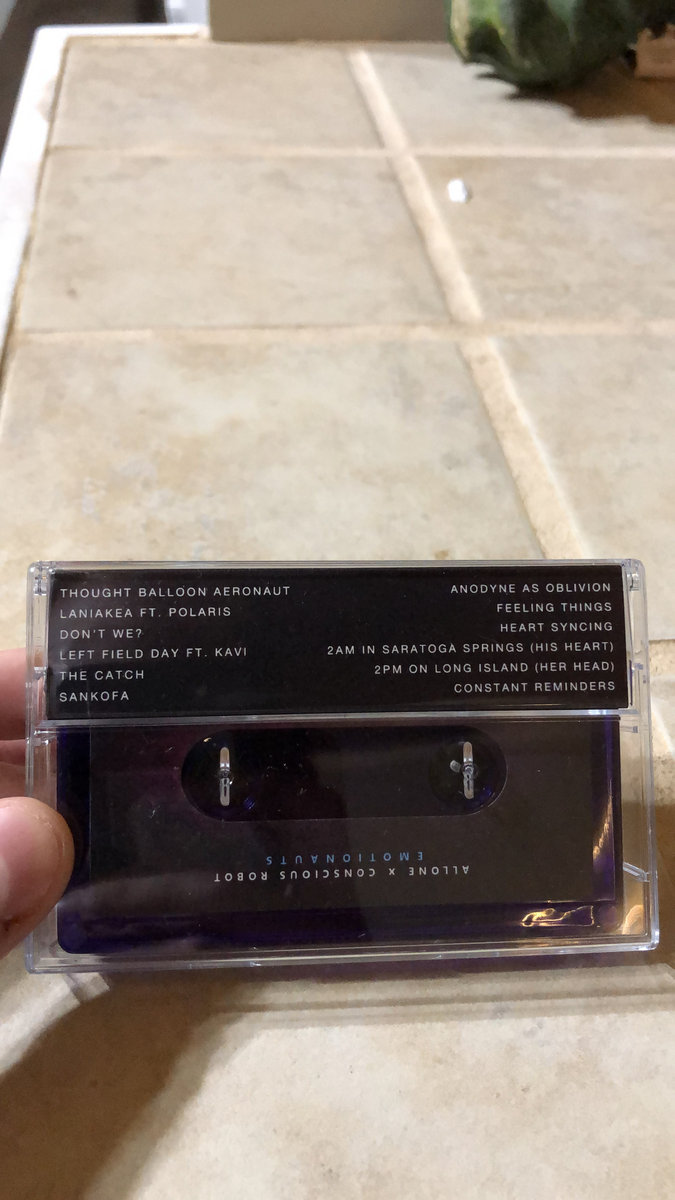 THOUGHT BALLOON AERONAUT
LANIAKEA FT. POLARIS
DON'T WE?
LEFT FIELD DAY FT. KAVI
THE CATCH
SANKOFA
ANODYNE AS OBLIVION
FEELING THINGS
HEART SYNCING
2AM IN SARATOGA SPRINGS (HIS HEART)
2PM ON LONG ISLAND (HER HEAD)
CONSTANT REMINDERS
ALLONE X CONSCIOUS ROBOT
EMOTIONAUTS